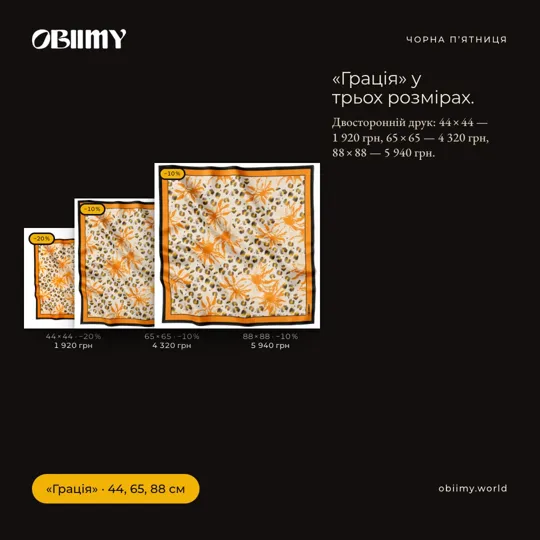 OBIIMY
ЧОРНА П'ЯТНИЦЯ
«Грація» у
трьох розмірах.
Двосторонній друк: 44 × 44 —
1 920 грн, 65 × 65 — 4 320 грн,
88 × 88 — 5 940 грн.
−10%
−10%
−20%
44×44 · −20%
1 920 грн
65×65 · −10%
4 320 грн
88×88 · −10%
5 940 грн
«Грація» · 44, 65, 88 см
obiimy.world